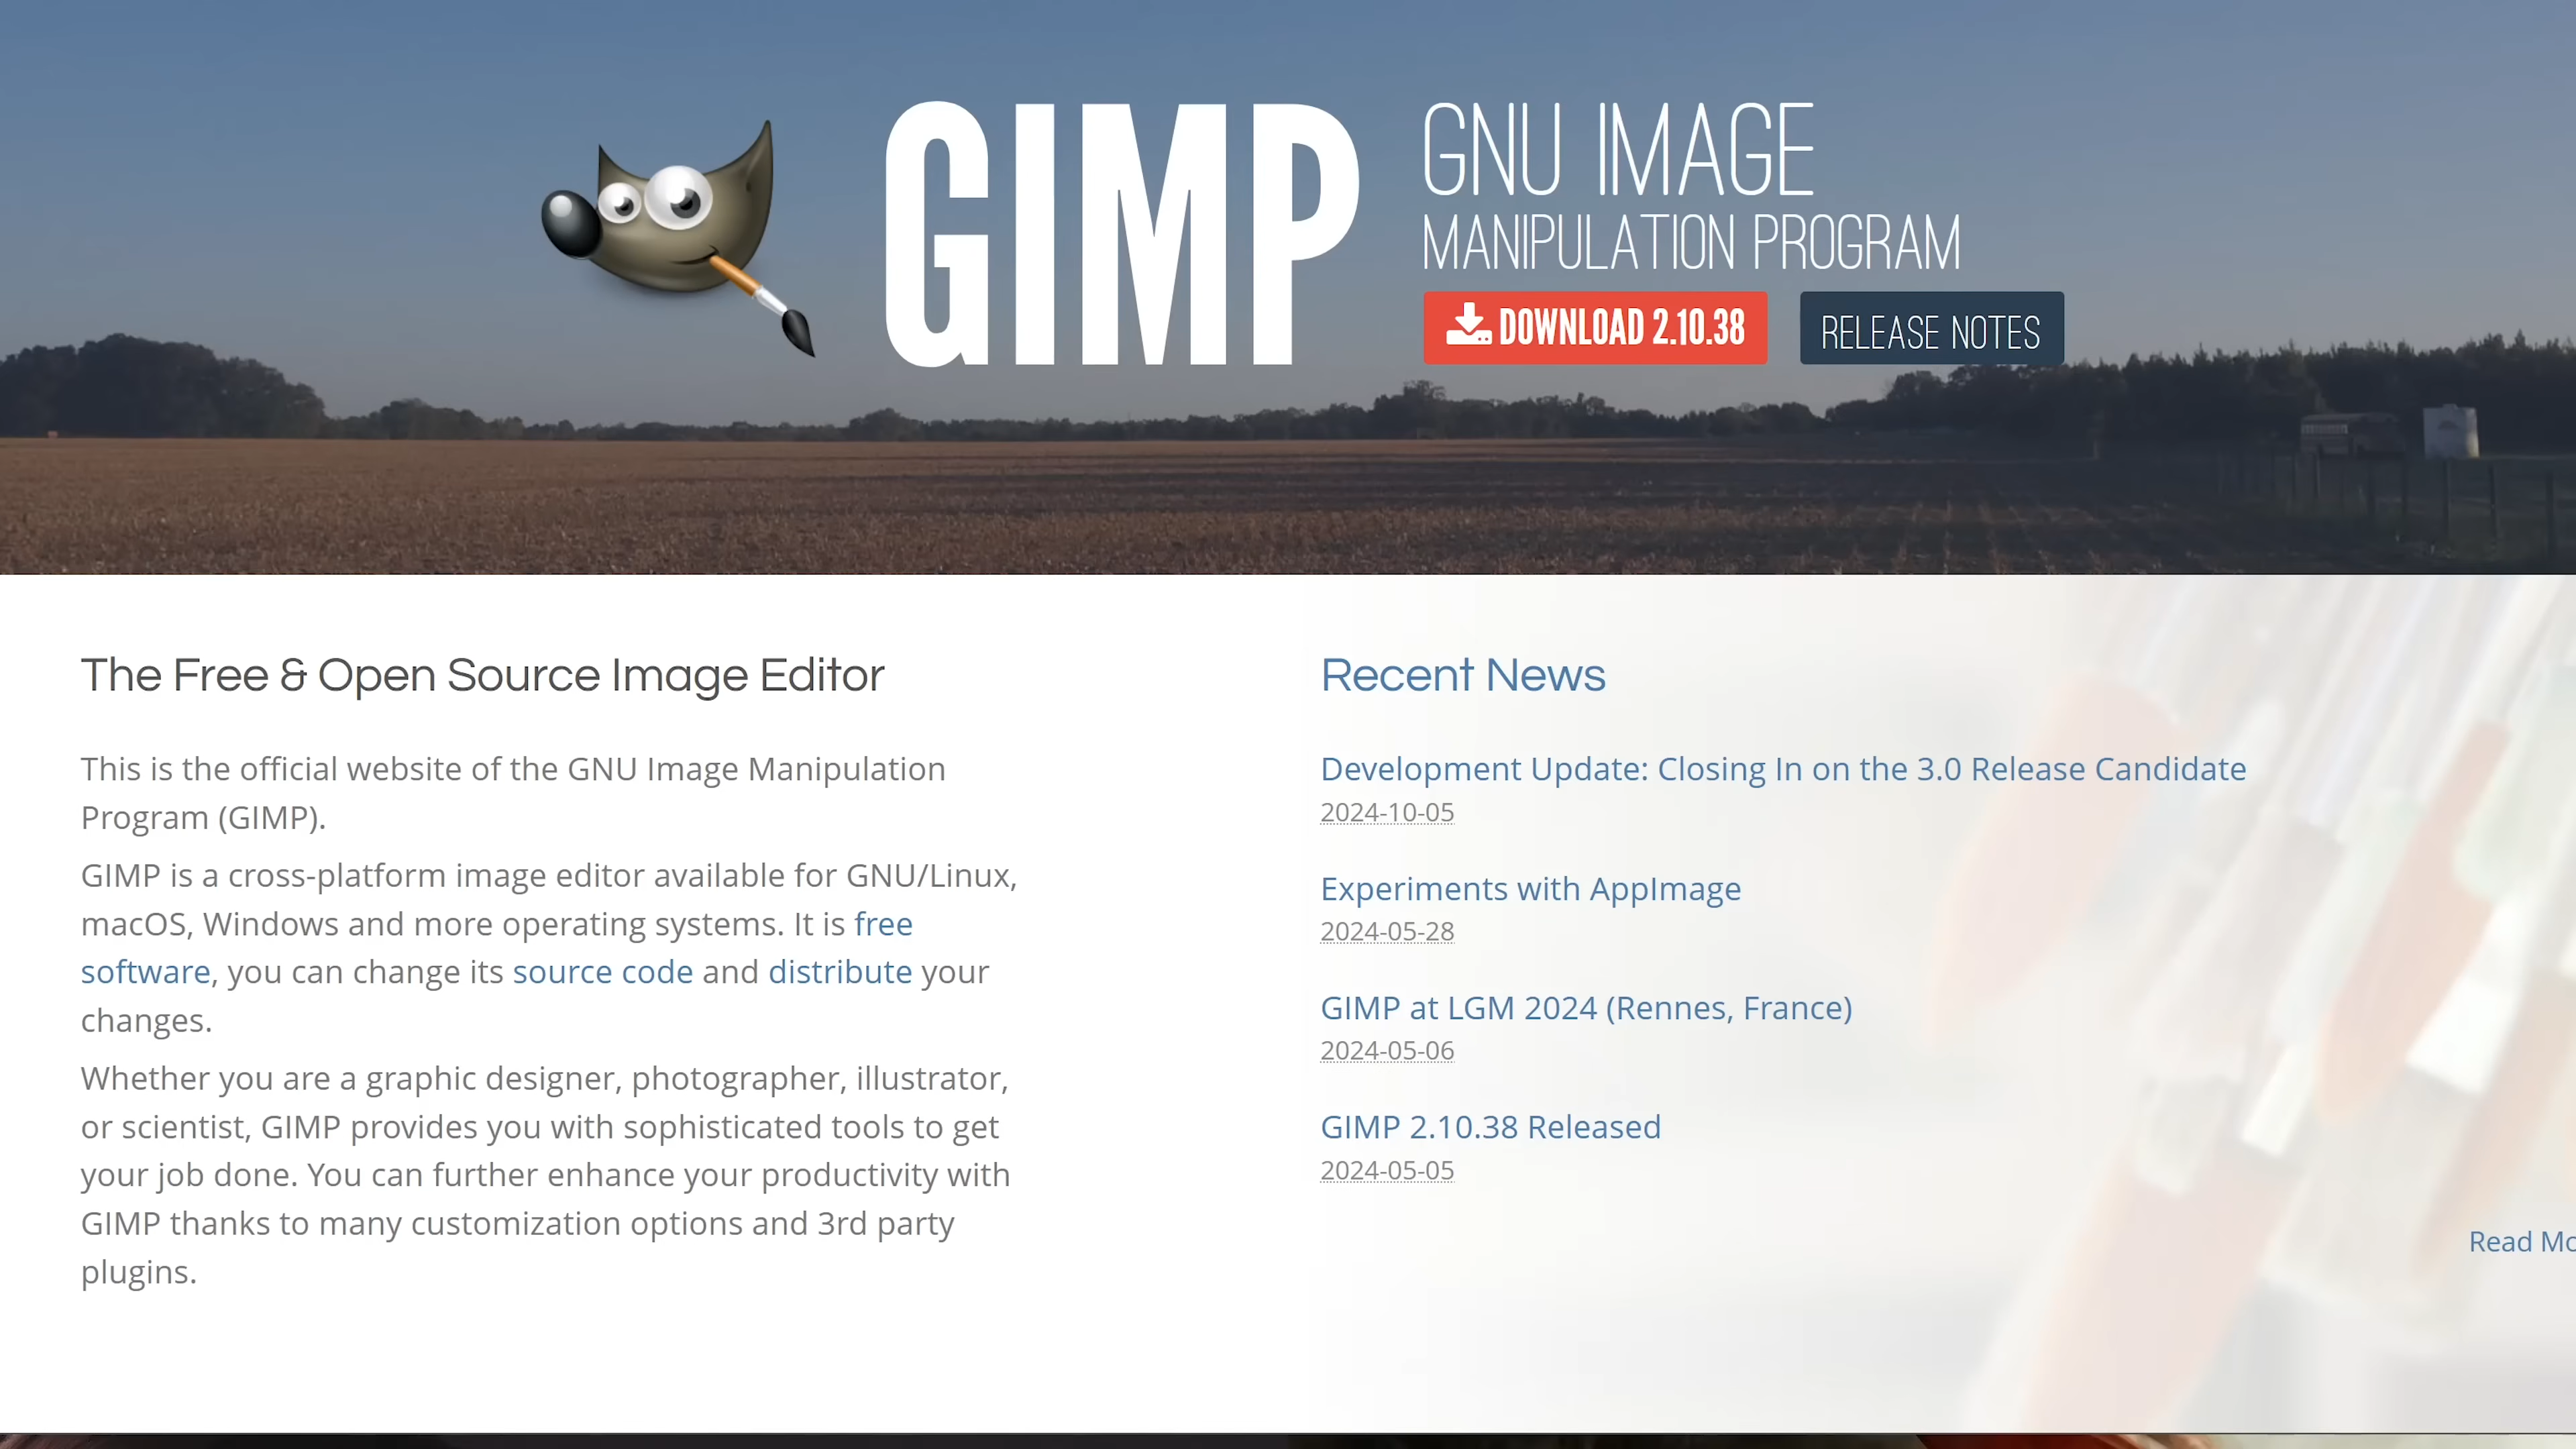 GIMP
GNU IMAGE
MANIPULATION PROGRAM
DOWNLOAD 2.10.38
RELEASE NOTES
The Free & Open Source Image Editor
This is the official website of the GNU Image Manipulation
Program (GIMP).
GIMP is a cross-platform image editor available for GNU/Linux,
macOS, Windows and more operating systems. It is free
software, you can change its source code and distribute your
changes.
Whether you are a graphic designer, photographer, illustrator,
or scientist, GIMP provides you with sophisticated tools to get
your job done. You can further enhance your productivity with
GIMP thanks to many customization options and 3rd party
plugins.
Recent News
Development Update: Closing In on the 3.0 Release Candidate
2024-10-05
Experiments with AppImage
2024-05-28
GIMP at LGM 2024 (Rennes, France)
2024-05-06
GIMP 2.10.38 Released
2024-05-05
Read